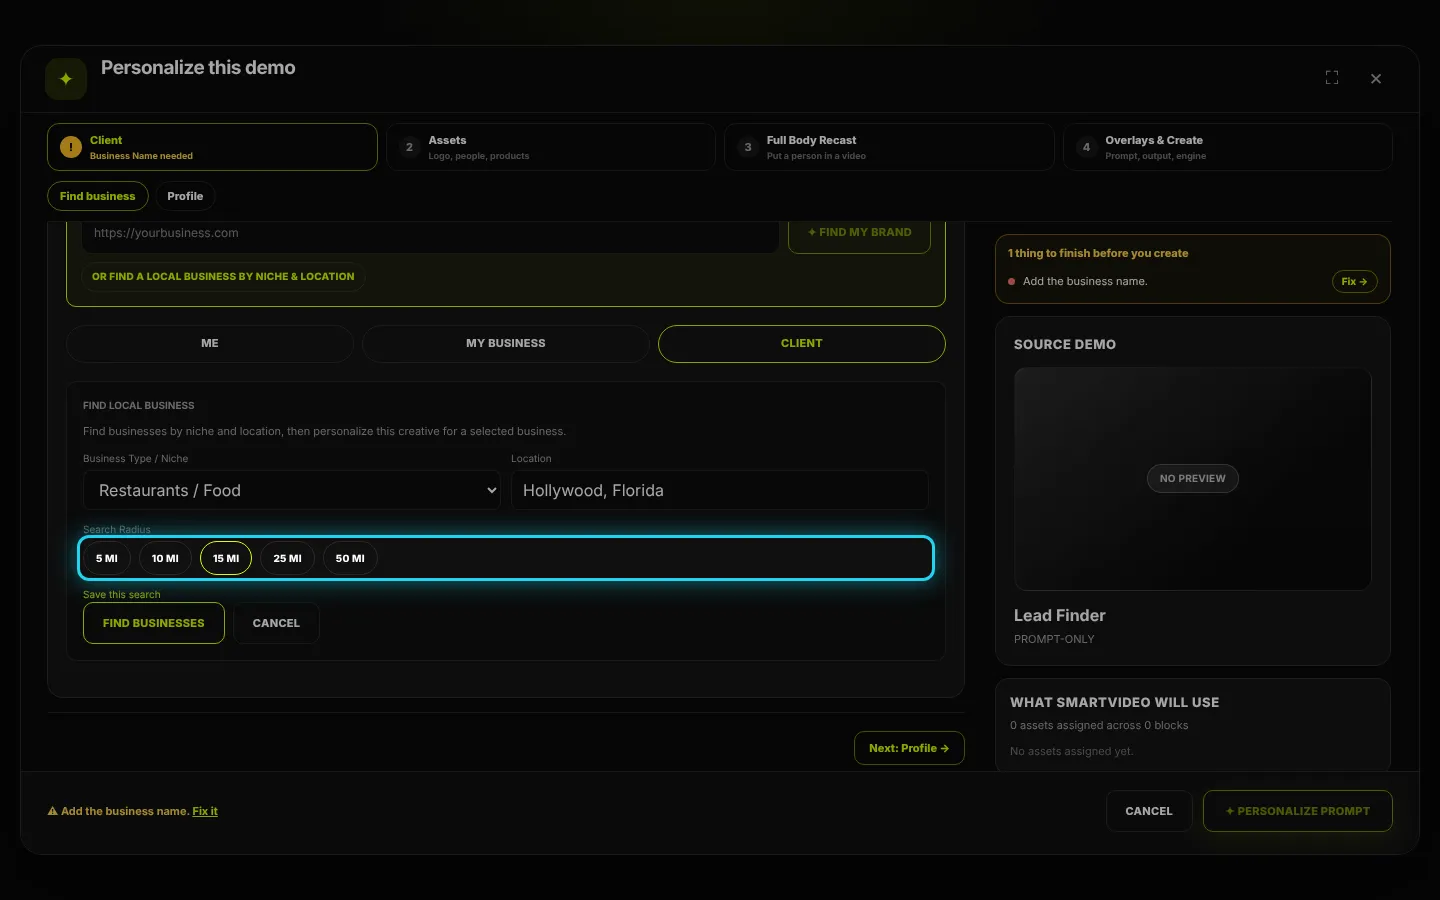 Personalize this demo
!
Client
Business Name needed
2
Assets
Logo, people, products
3
Full Body Recast
Put a person in a video
4
Overlays & Create
Prompt, output, engine
Find business
Profile
https://yourbusiness.com
✦ FIND MY BRAND
OR FIND A LOCAL BUSINESS BY NICHE & LOCATION
ME
MY BUSINESS
CLIENT
FIND LOCAL BUSINESS
Find businesses by niche and location, then personalize this creative for a selected business.
Business Type / Niche
Location
Restaurants / Food
Hollywood, Florida
Search Radius
5 MI
10 MI
15 MI
25 MI
50 MI
Save this search
FIND BUSINESSES
CANCEL
Next: Profile →
1 thing to finish before you create
Add the business name.
Fix →
SOURCE DEMO
NO PREVIEW
Lead Finder
PROMPT-ONLY
WHAT SMARTVIDEO WILL USE
0 assets assigned across 0 blocks
No assets assigned yet.
⚠ Add the business name. Fix it
CANCEL
✦ PERSONALIZE PROMPT